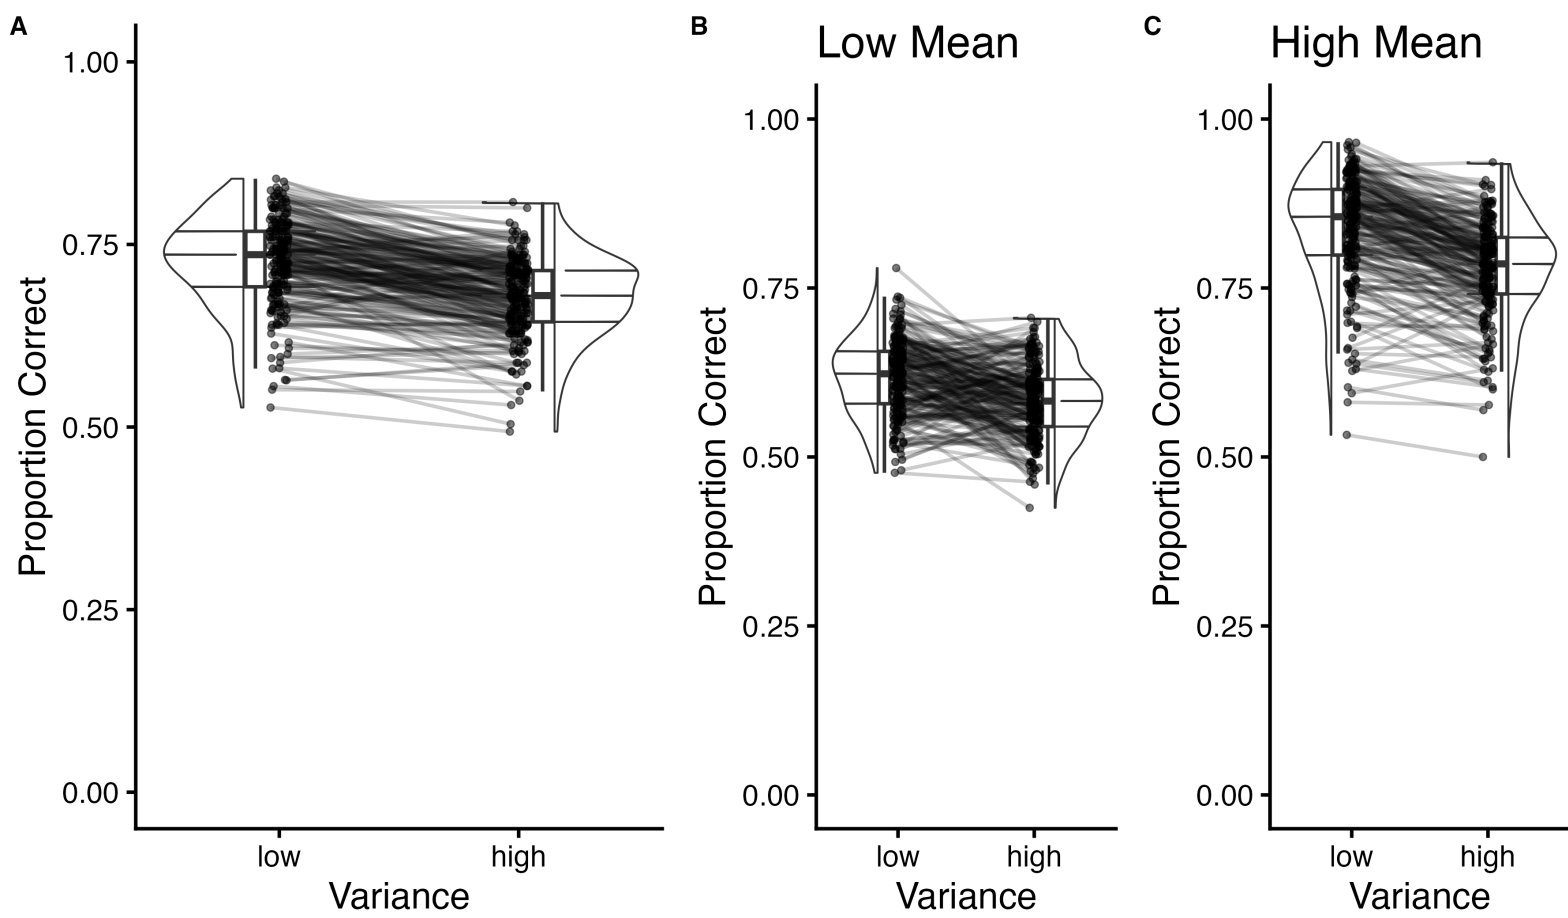 A
1.00
0.75
0.50
0.25
0.00
Proportion Correct
low high
Variance
B
Low Mean
1.00
0.75
0.50
0.25
0.00
Proportion Correct
low high
Variance
C
High Mean
1.00
0.75
0.50
0.25
0.00
Proportion Correct
low high
Variance